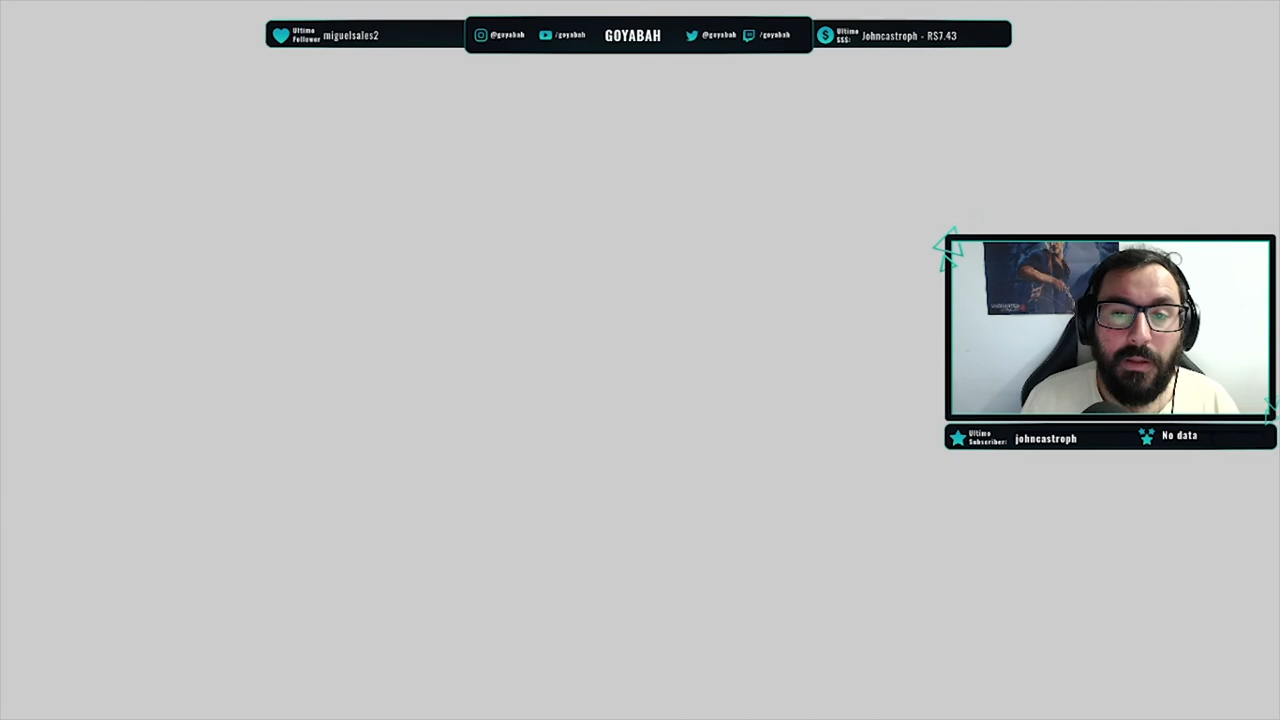 Ultimo
Follower miguelsales2
@goyabah /goyabah GOYABAH @goyabah /goyabah
Ultimo
$$$: Johncastroph - R$7.43
Ultimo
Subscriber: johncastroph
No data